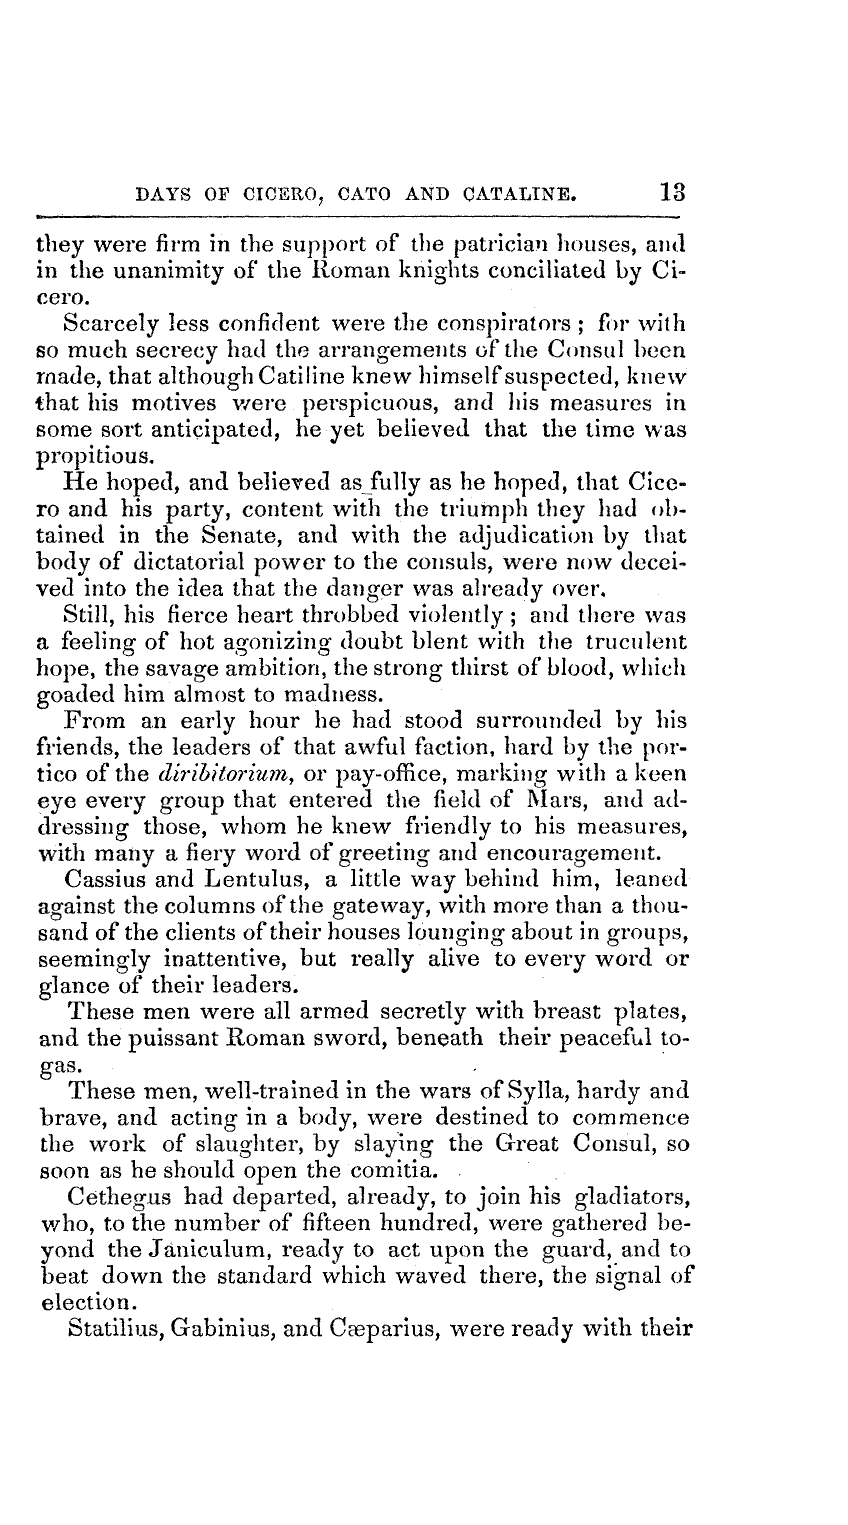 DAYS OF CICERO, CATO AND CATALINE. 13
they were firm in the support of the patrician houses, and
in the unanimity of the Roman knights conciliated by Ci-
cero.
Scarcely less confident were the conspirators ; for with
so much secrecy had the arrangements of the Consul been
made, that although Catiline knew himself suspected, knew
that his motives were perspicuous, and his measures in
some sort anticipated, he yet believed that the time was
propitious.
He hoped, and believed as fully as he hoped, that Cice-
ro and his party, content with the triumph they had ob-
tained in the Senate, and with the adjudication by that
body of dictatorial power to the consuls, were now decei-
ved into the idea that the danger was already over.
Still, his fierce heart throbbed violently ; and there was
a feeling of hot agonizing doubt blent with the truculent
hope, the savage ambition, the strong thirst of blood, which
goaded him almost to madness.
From an early hour he had stood surrounded by his
friends, the leaders of that awful faction, hard by the por-
tico of the diribitorium, or pay-office, marking with a keen
eye every group that entered the field of Mars, and ad-
dressing those, whom he knew friendly to his measures,
with many a fiery word of greeting and encouragement.
Cassius and Lentulus, a little way behind him, leaned
against the columns of the gateway, with more than a thou-
sand of the clients of their houses lounging about in groups,
seemingly inattentive, but really alive to every word or
glance of their leaders.
These men were all armed secretly with breast plates,
and the puissant Roman sword, beneath their peaceful to-
gas.
These men, well-trained in the wars of Sylla, hardy and
brave, and acting in a body, were destined to commence
the work of slaughter, by slaying the Great Consul, so
soon as he should open the comitia.
Cethegus had departed, already, to join his gladiators,
who, to the number of fifteen hundred, were gathered be-
yond the Janiculum, ready to act upon the guard, and to
beat down the standard which waved there, the signal of
election.
Statilius, Gabinius, and Cæparius, were ready with their